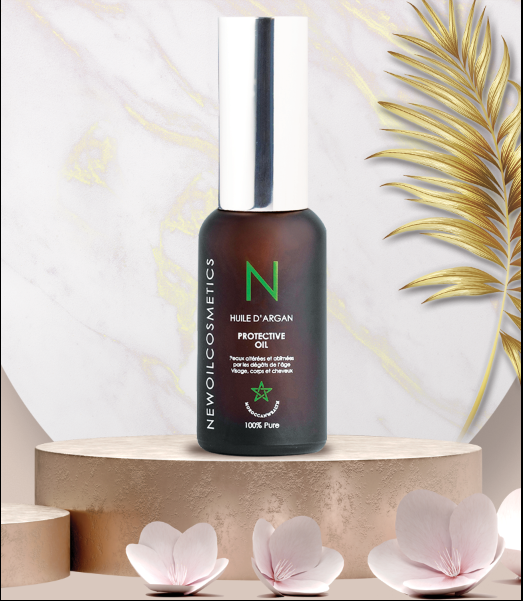 NEWOILCOSMETICS
N
HUILE D'ARGAN
PROTECTIVE
OIL
Peaux altérées et abîmées
par les dégâts de l'âge
Visage, corps et cheveux
100% Pure